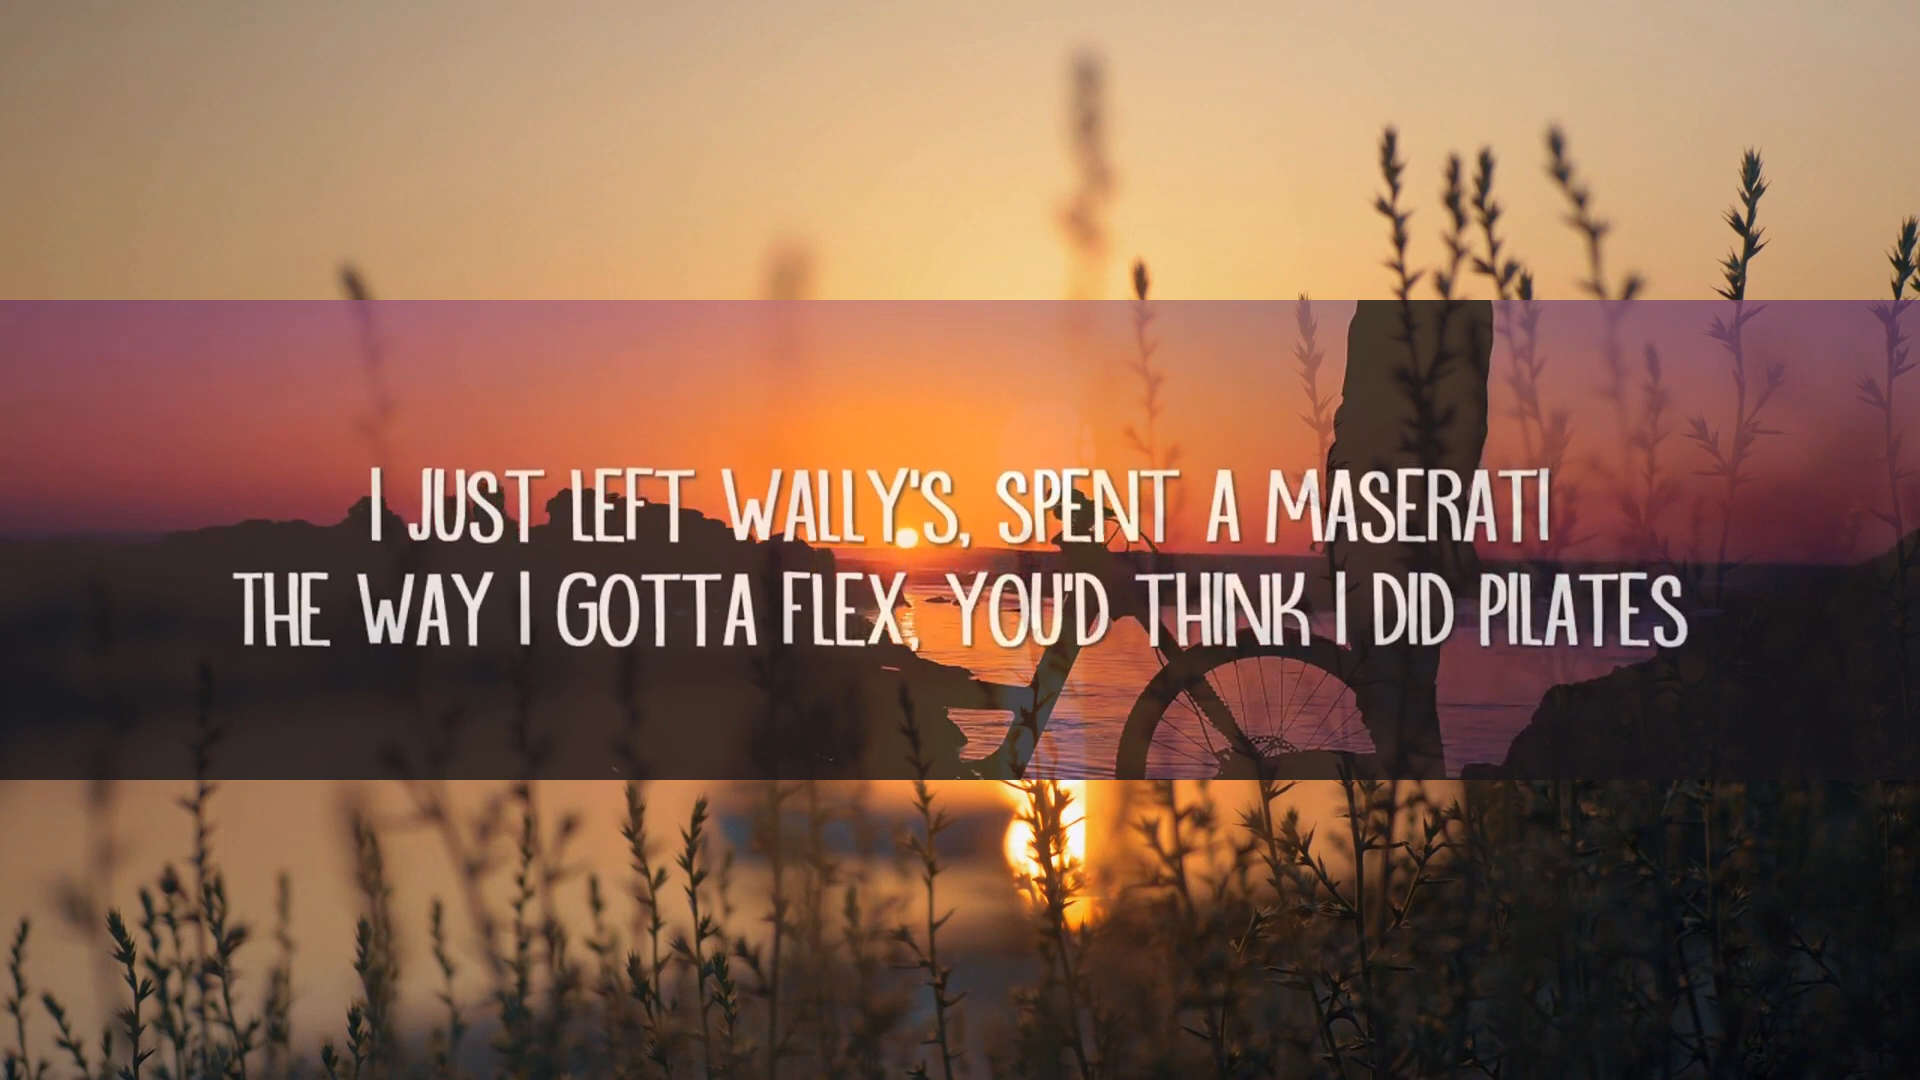 I JUST LEFT WALLY'S, SPENT A MASERATI
THE WAY I GOTTA FLEX, YOU'D THINK I DID PILATES